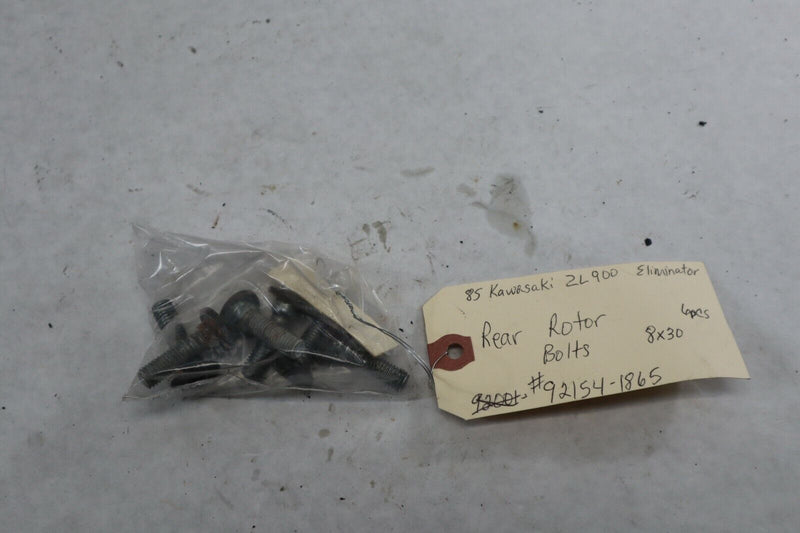 85 Kawasaki ZL900 Eliminator
Rear Rotor 6pcs
Bolts 8x30
#92154-1865